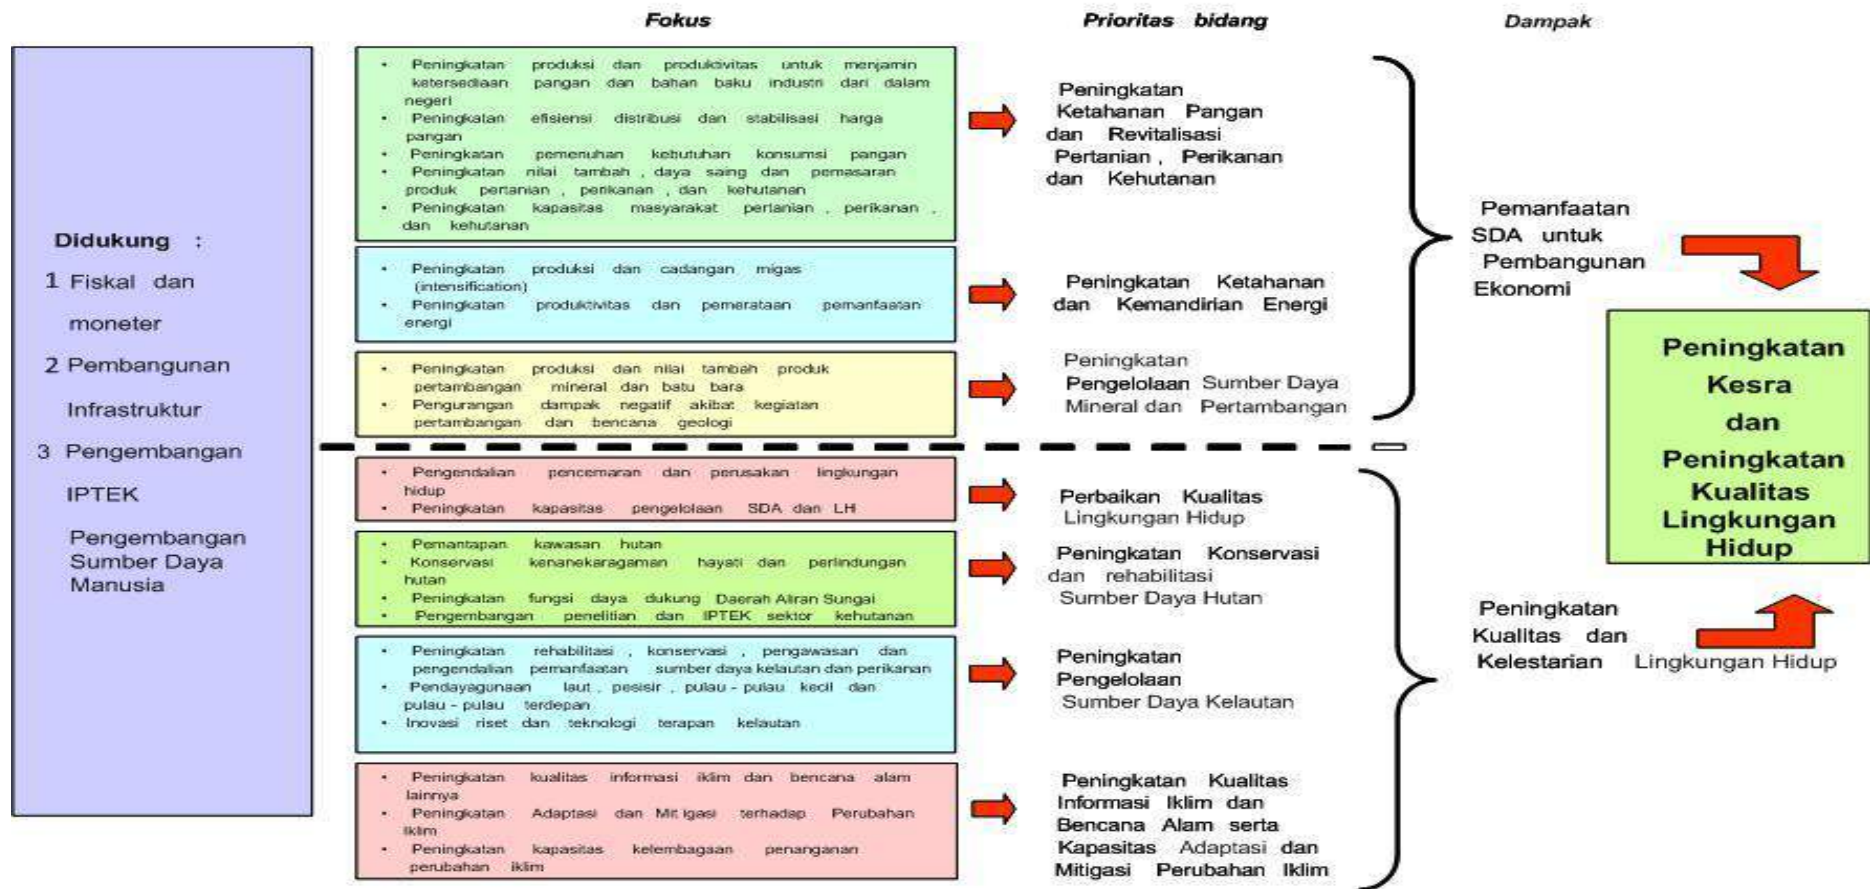 Fokus
Prioritas bidang
Dampak
Didukung :
1 Fiskal dan
moneter
2 Pembangunan
Infrastruktur
3 Pengembangan
IPTEK
Pengembangan
Sumber Daya
Manusia
• Peningkatan produksi dan produktivitas untuk menjamin
ketersediaan pangan dan bahan baku industri dari dalam
negeri
• Peningkatan efisiensi distribusi dan stabilisasi harga
pangan
• Peningkatan pemenuhan kebutuhan konsumsi pangan
• Peningkatan nilai tambah , daya saing dan pemasaran
produk pertanian , perikanan , dan kehutanan
• Peningkatan kapasitas masyarakat pertanian , perikanan ,
dan kehutanan
Peningkatan
Ketahanan Pangan
dan Revitalisasi
Pertanian , Perikanan
dan Kehutanan
• Peningkatan produksi dan cadangan migas
(intensification)
• Peningkatan produktivitas dan pemerataan pemanfaatan
energi
Peningkatan Ketahanan
dan Kemandirian Energi
• Peningkatan produksi dan nilai tambah produk
pertambangan mineral dan batu bara
• Pengurangan dampak negatif akibat kegiatan
pertambangan dan bencana geologi
Peningkatan
Pengelolaan Sumber Daya
Mineral dan Pertambangan
Pemanfaatan
SDA untuk
Pembangunan
Ekonomi
• Pengendalian pencemaran dan perusakan lingkungan
hidup
• Peningkatan kapasitas pengelolaan SDA dan LH
Perbaikan Kualitas
Lingkungan Hidup
• Pemantapan kawasan hutan
• Konservasi kenanekaragaman hayati dan perlindungan
hutan
• Peningkatan fungsi daya dukung Daerah Aliran Sungai
• Pengembangan penelitian dan IPTEK sektor kehutanan
Peningkatan Konservasi
dan rehabilitasi
Sumber Daya Hutan
• Peningkatan rehabilitasi , konservasi , pengawasan dan
pengendalian pemanfaatan sumber daya kelautan dan perikanan
• Pendayagunaan laut , pesisir , pulau - pulau kecil dan
pulau - pulau terdepan
• Inovasi riset dan teknologi terapan kelautan
Peningkatan
Pengelolaan
Sumber Daya Kelautan
• Peningkatan kualitas informasi iklim dan bencana alam
lainnya
• Peningkatan Adaptasi dan Mit igasi terhadap Perubahan
Iklim
• Peningkatan kapasitas kelembagaan penanganan
perubahan iklim
Peningkatan Kualitas
Informasi Iklim dan
Bencana Alam serta
Kapasitas Adaptasi dan
Mitigasi Perubahan Iklim
Peningkatan
Kualitas dan
Kelestarian Lingkungan Hidup
Peningkatan
Kesra
dan
Peningkatan
Kualitas
Lingkungan
Hidup